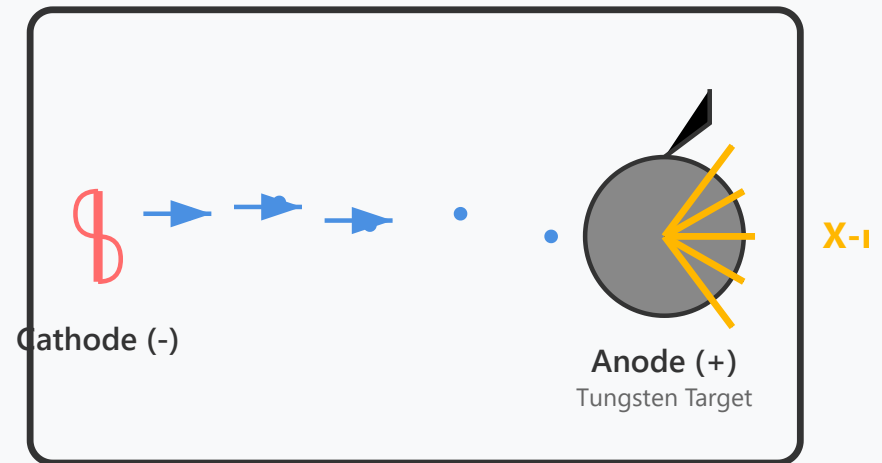 X-
Cathode (-)
Anode (+)
Tungsten Target